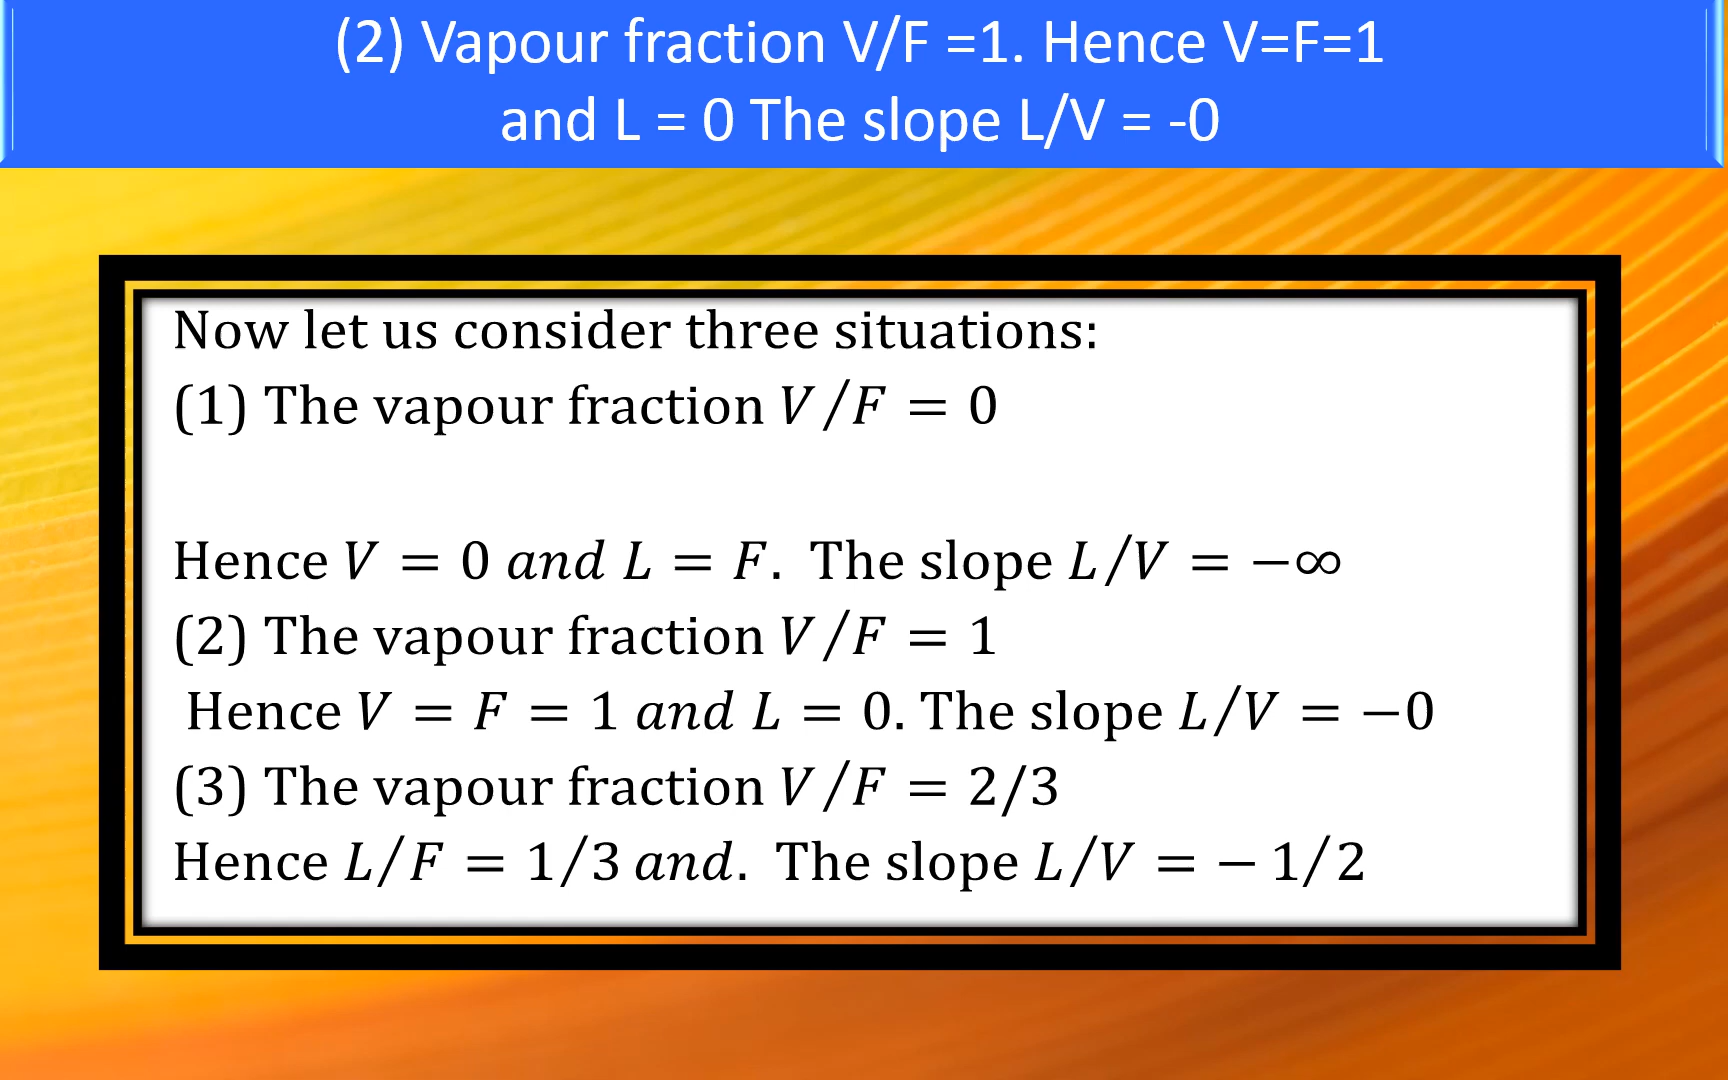 (2) Vapour fraction V/F =1. Hence V=F=1
and L = 0 The slope L/V = -0
Now let us consider three situations:
(1) The vapour fraction V/F = 0
Hence V = 0 and L = F. The slope L/V = −∞
(2) The vapour fraction V/F = 1
Hence V = F = 1 and L = 0. The slope L/V = −0
(3) The vapour fraction V/F = 2/3
Hence L/F = 1/3 and. The slope L/V = − 1/2